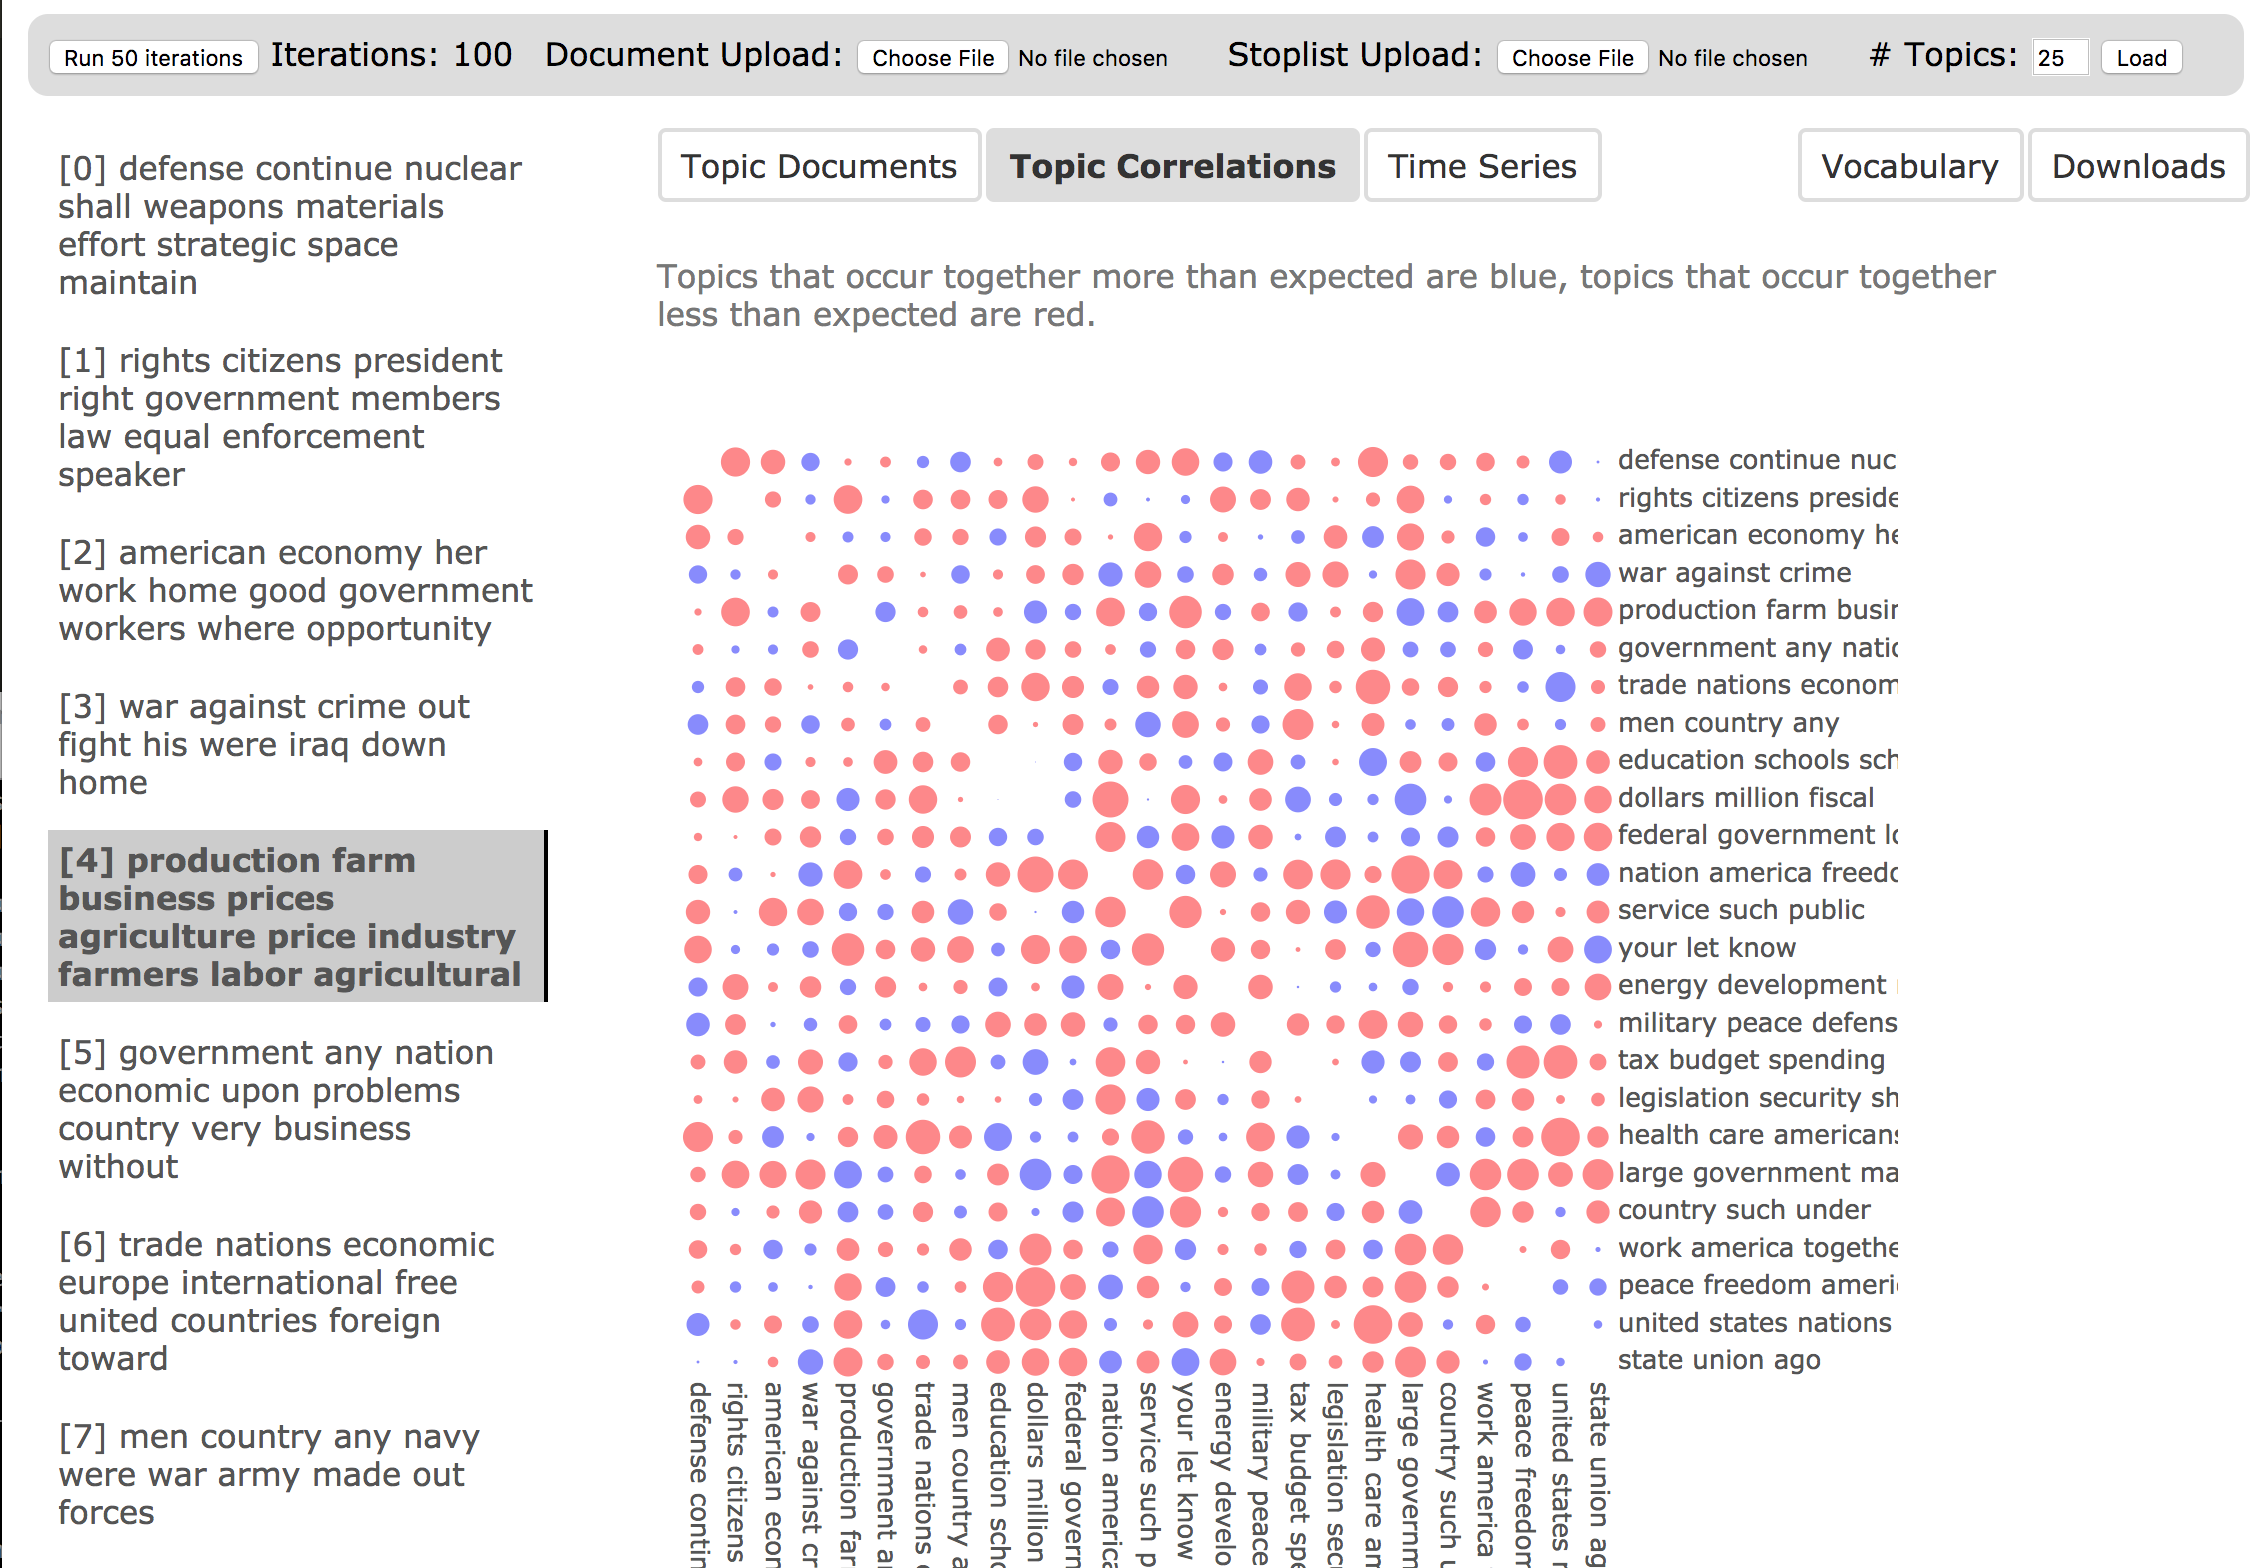 Run 50 iterations Iterations: 100 Document Upload: Choose File No file chosen Stoplist Upload: Choose File No file chosen # Topics: 25 Load
[0] defense continue nuclear
shall weapons materials
effort strategic space
maintain
[1] rights citizens president
right government members
law equal enforcement
speaker
[2] american economy her
work home good government
workers where opportunity
[3] war against crime out
fight his were iraq down
home
[4] production farm
business prices
agriculture price industry
farmers labor agricultural
[5] government any nation
economic upon problems
country very business
without
[6] trade nations economic
europe international free
united countries foreign
toward
[7] men country any navy
were war army made out
forces
Topic Documents Topic Correlations Time Series Vocabulary Downloads
Topics that occur together more than expected are blue, topics that occur together
less than expected are red.
defense continue nuc
rights citizens preside
american economy he
war against crime
production farm busin
government any natio
trade nations econom
men country any
education schools sch
dollars million fiscal
federal government lo
nation america freedo
service such public
your let know
energy development
military peace defens
tax budget spending
legislation security sh
health care americans
large government ma
country such under
work america togethe
peace freedom ameri
united states nations
state union ago
defense contin
rights citizens
american econ
war against cr
production far
government a
trade nations
men country a
education scho
dollars million
federal govern
nation america
service such p
your let know
energy develo
military peace
tax budget spe
legislation secu
health care am
large governm
country such u
work america
peace freedom
united states n
state union ag